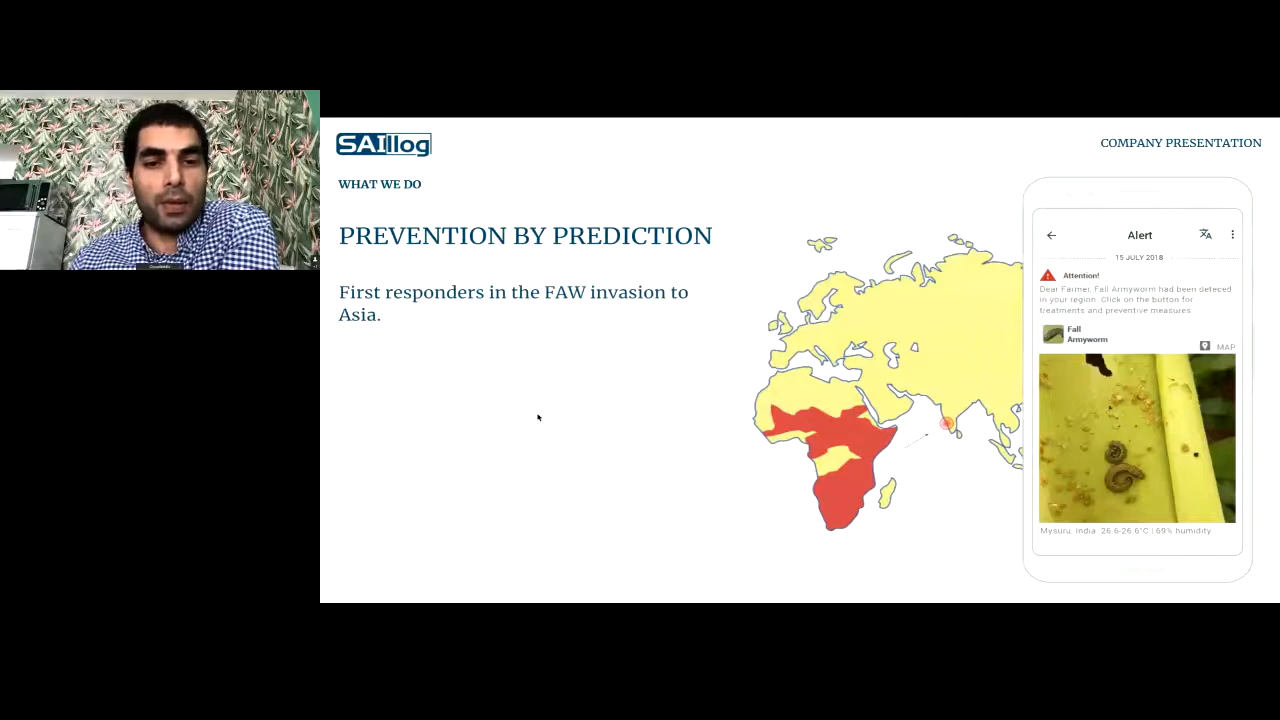 SAIllog
COMPANY PRESENTATION
WHAT WE DO
PREVENTION BY PREDICTION
First responders in the FAW invasion to
Asia.
Alert
15 JULY 2018
Attention!
Dear Farmer, Fall Armyworm had been deteced
in your region. Click on the button for
treatments and preventive measures
Fall
Armyworm
MAP
Mysuru, India 26.6-26.6°C | 69% humidity